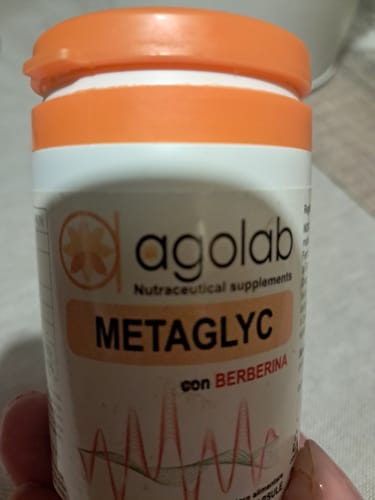 agolab
Nutraceutical supplements
METAGLYC
con BERBERINA